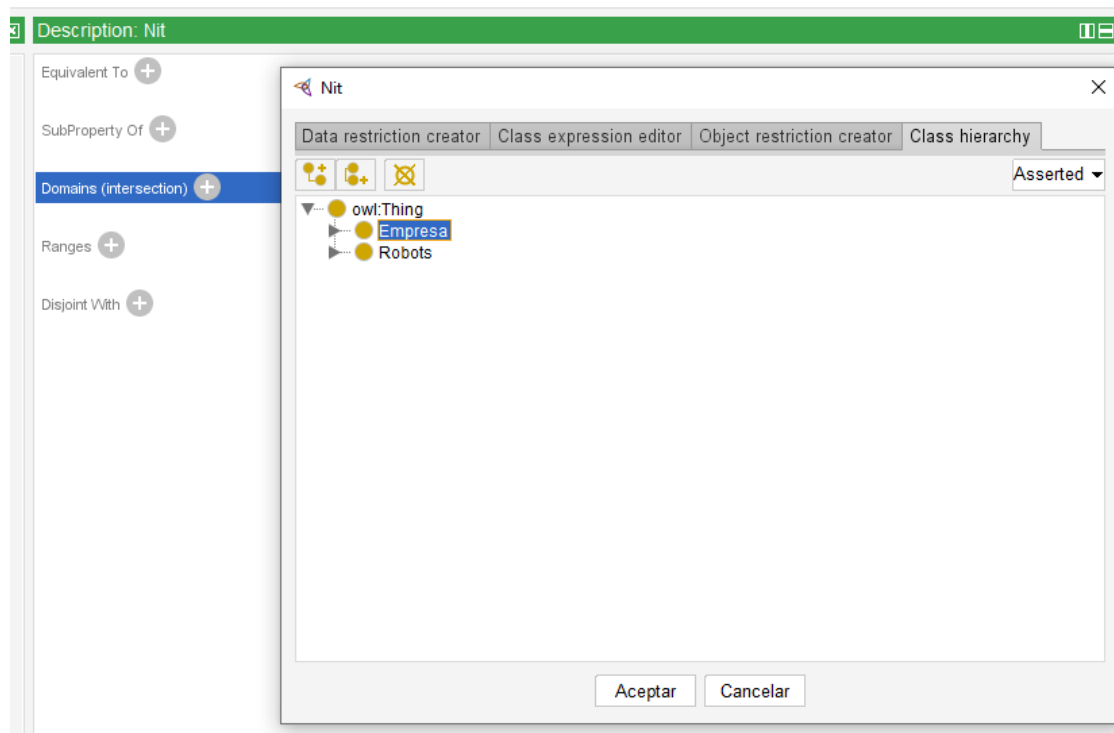 Description: Nit
Equivalent To
SubProperty Of
Domains (intersection)
Ranges
Disjoint With
Nit
Data restriction creator Class expression editor Object restriction creator Class hierarchy
Asserted
owl:Thing
Empresa
Robots
Aceptar Cancelar